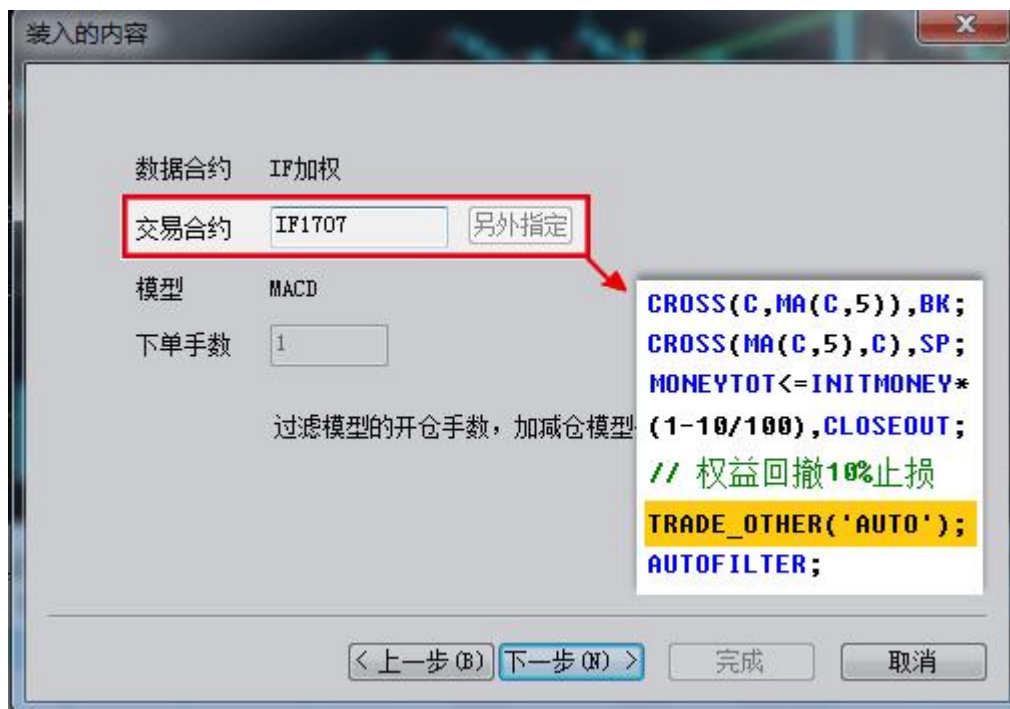 装入的内容
数据合约 IF加权
交易合约 IF1707 另外指定
模型 MACD
下单手数 1
过滤模型的开仓手数，加减仓模型
CROSS(C,MA(C,5)),BK;
CROSS(MA(C,5),C),SP;
MONEYTOT<=INITMONEY*
(1-10/100),CLOSEOUT;
// 权益回撤10%止损
TRADE_OTHER('AUTO');
AUTOFILTER;
<上一步(B) 下一步(N)> 完成 取消